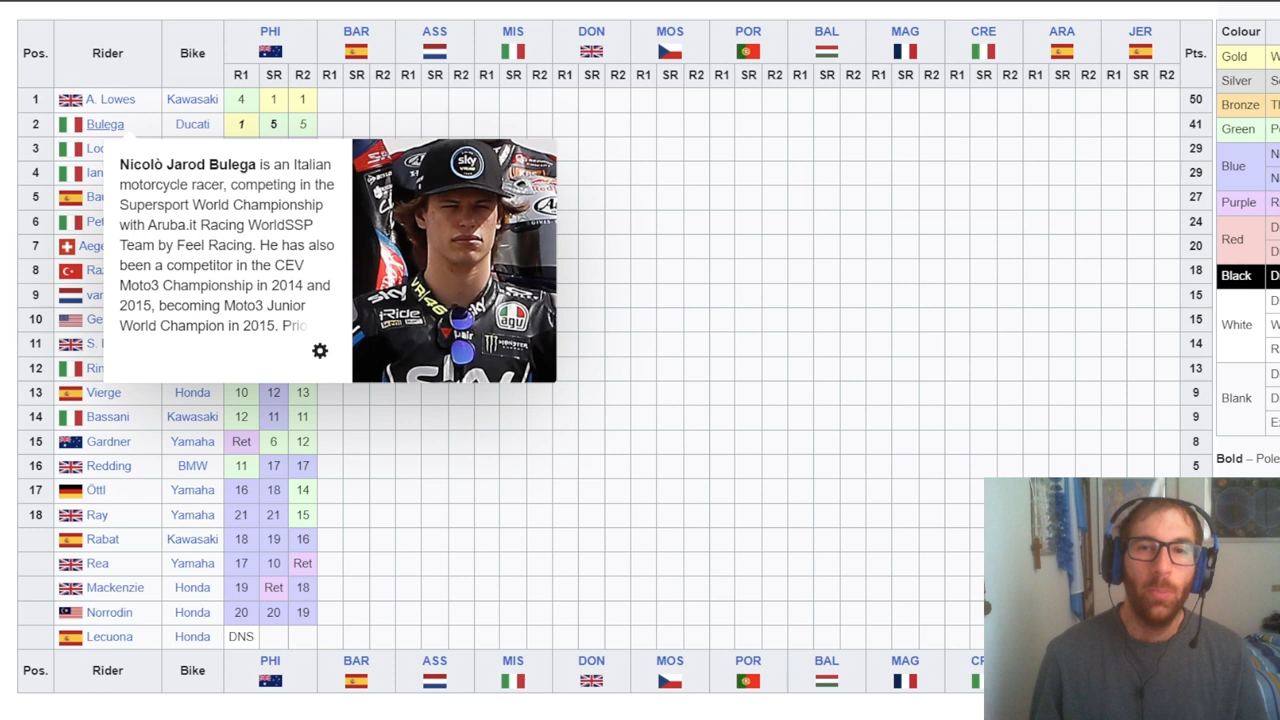 Pos. Rider Bike PHI BAR ASS MIS DON MOS POR BAL MAG CRE ARA JER Pts.
R1 SR R2 R1 SR R2 R1 SR R2 R1 SR R2 R1 SR R2 R1 SR R2 R1 SR R2 R1 SR R2 R1 SR R2 R1 SR R2 R1 SR R2 R1 SR R2
1 A. Lowes Kawasaki 4 1 1 50
2 Bulega Ducati 1 5 5 41
3 29
4 29
5 27
6 24
7 20
8 18
9 15
10 15
11 14
12 13
Nicolò Jarod Bulega is an Italian
motorcycle racer, competing in the
Supersport World Championship
with Aruba.it Racing WorldSSP
Team by Feel Racing. He has also
been a competitor in the CEV
Moto3 Championship in 2014 and
2015, becoming Moto3 Junior
World Champion in 2015.
sky
VR46
agv
MONSTER
13 Vierge Honda 10 12 13 9
14 Bassani Kawasaki 12 11 11 9
15 Gardner Yamaha Ret 6 12 8
16 Redding BMW 11 17 17 5
17 Öttl Yamaha 16 18 14
18 Ray Yamaha 21 21 15
Rabat Kawasaki 18 19 16
Rea Yamaha 17 10 Ret
Mackenzie Honda 19 Ret 18
Norrodin Honda 20 20 19
Lecuona Honda DNS
Pos. Rider Bike PHI BAR ASS MIS DON MOS POR BAL MAG
Colour
Gold
Silver
Bronze
Green
Blue
Purple
Red
Black
White
Blank
Bold – Pole